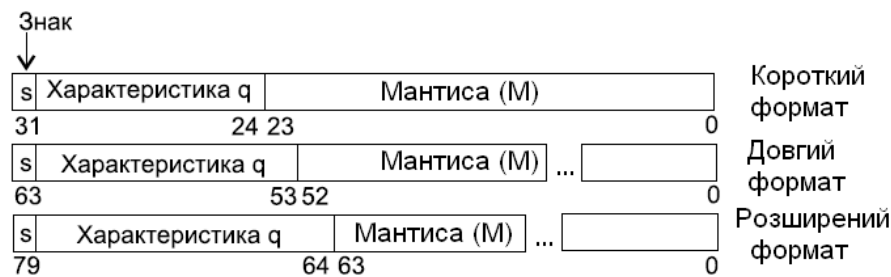 Знак
s Характеристика q Мантиса (М) Короткий формат
31 24 23 0
s Характеристика q Мантиса (М) ... Довгий формат
63 53 52 0
s Характеристика q Мантиса (М) ... Розширений формат
79 64 63 0